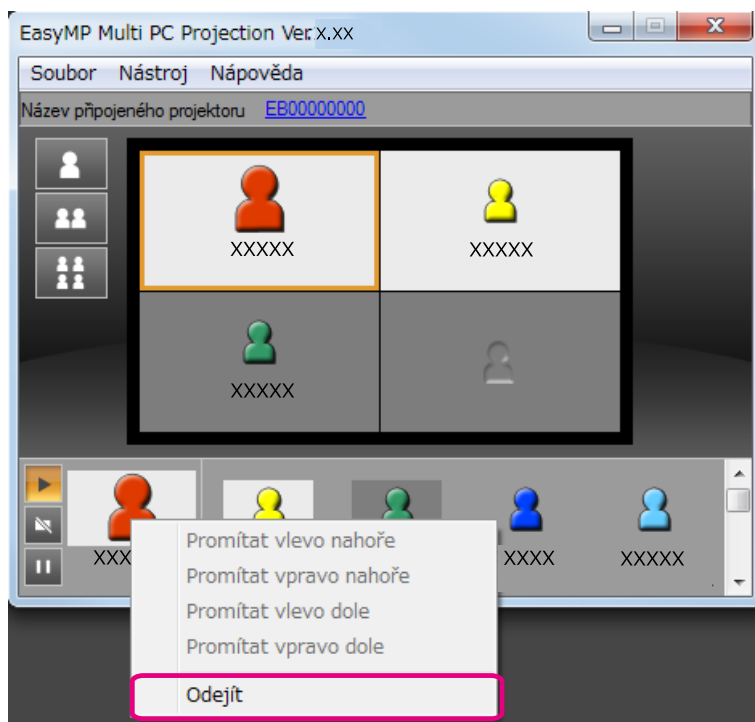 EasyMP Multi PC Projection Ver. X.XX
Soubor Nástroj Nápověda
Název připojeného projektoru EB00000000
XXXXX XXXXX
XXXXX
XXX XXXX XXXXX
Promítat vlevo nahoře
Promítat vpravo nahoře
Promítat vlevo dole
Promítat vpravo dole
Odejít